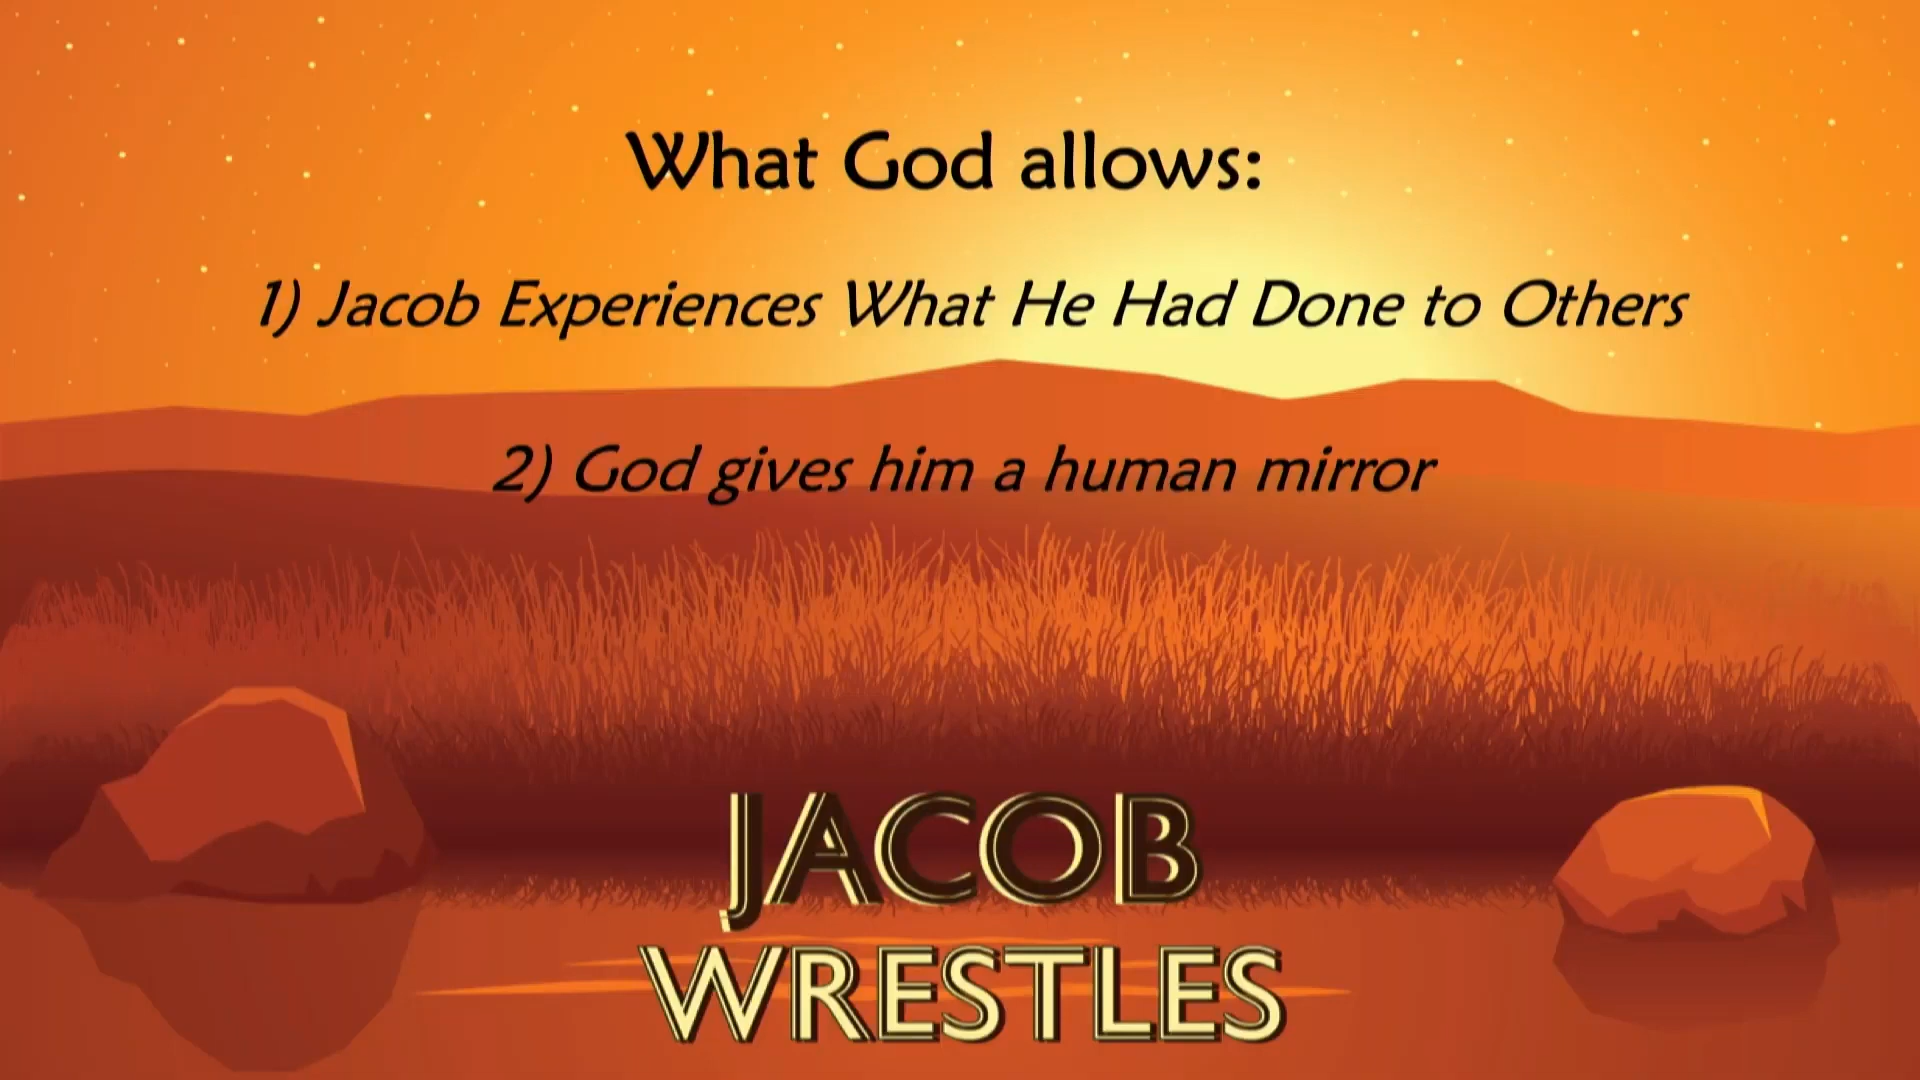 What God allows:
1) Jacob Experiences What He Had Done to Others
2) God gives him a human mirror
JACOB
WRESTLES